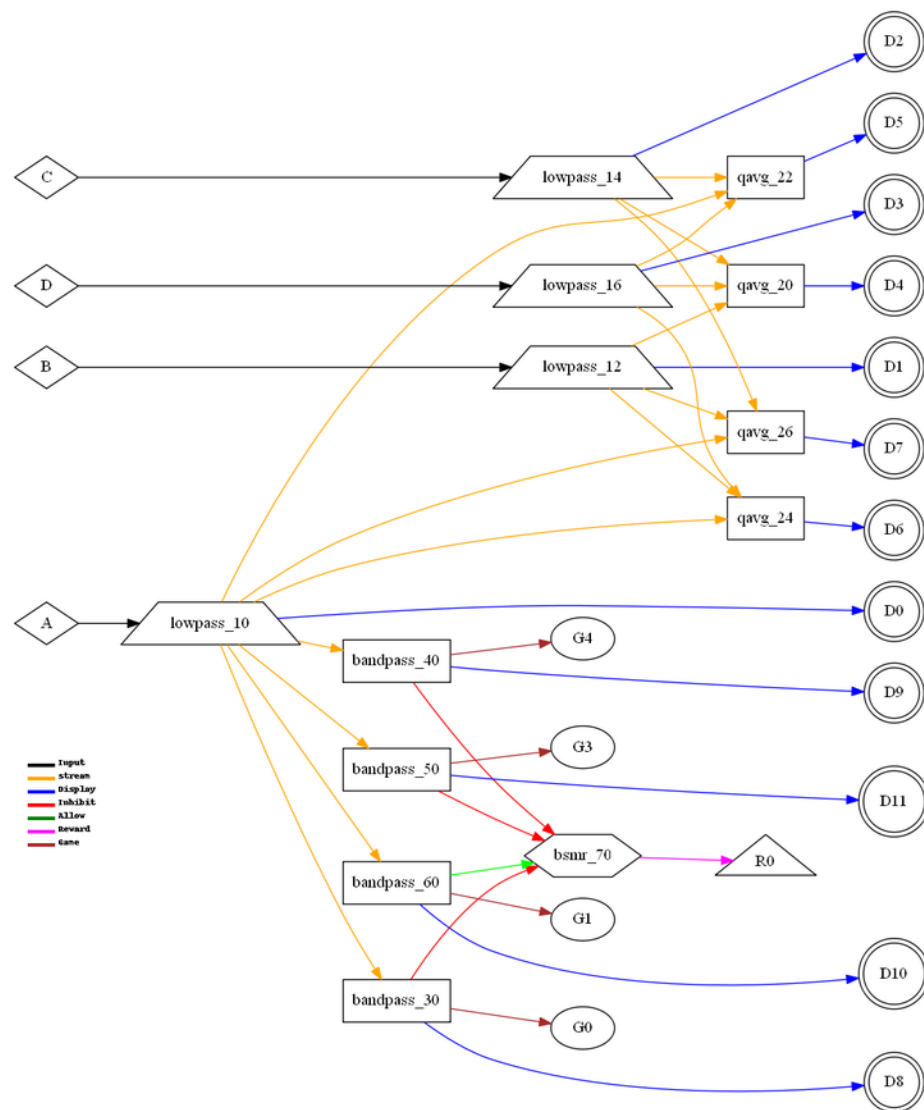 D2
D5
C
lowpass_14
qavg_22
D3
D
lowpass_16
qavg_20
D4
B
lowpass_12
D1
qavg_26
D7
qavg_24
D6
A
lowpass_10
D0
bandpass_40
G4
D9
bandpass_50
G3
D11
Input
stream
Display
Inhibit
Allow
Reward
Game
bsmr_70
R0
bandpass_60
G1
D10
bandpass_30
G0
D8